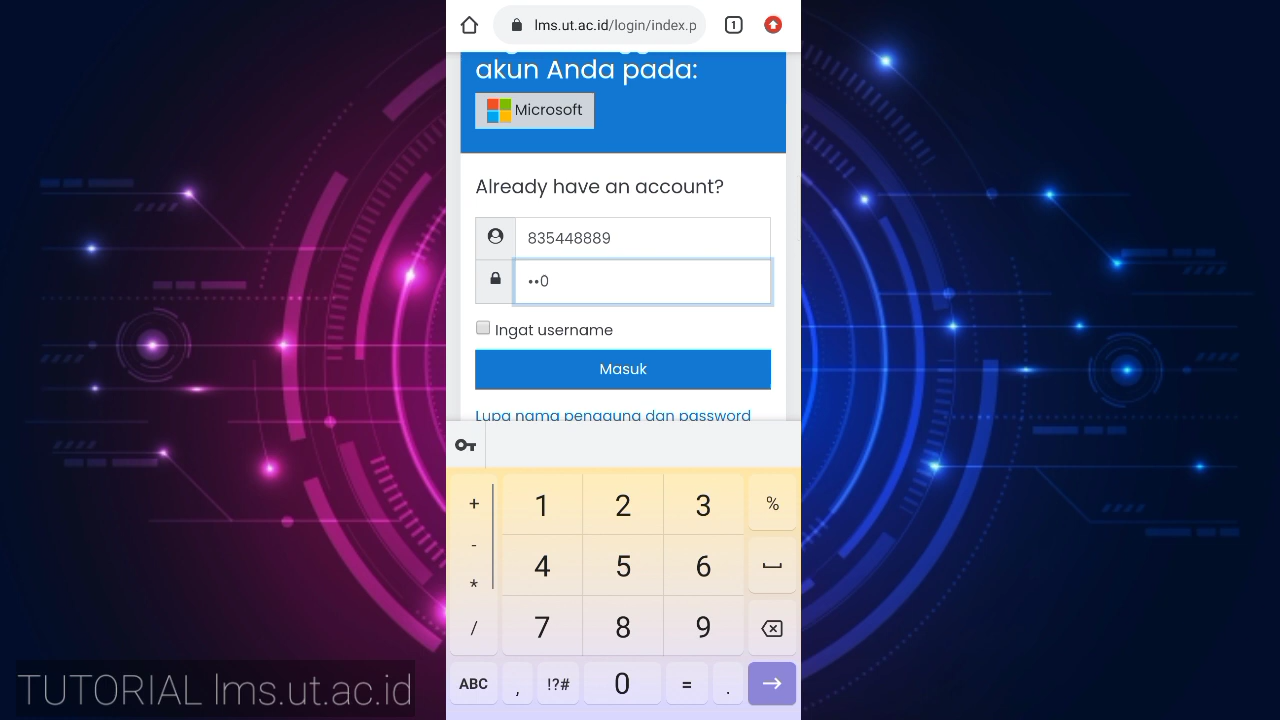 lms.ut.ac.id/login/index.p
1
akun Anda pada:
Microsoft
Already have an account?
835448889
••0
Ingat username
Masuk
Lupa nama pengguna dan password
+ 1 2 3 %
- 4 5 6
*
/ 7 8 9
ABC , !?# 0 = .
TUTORIAL lms.ut.ac.id